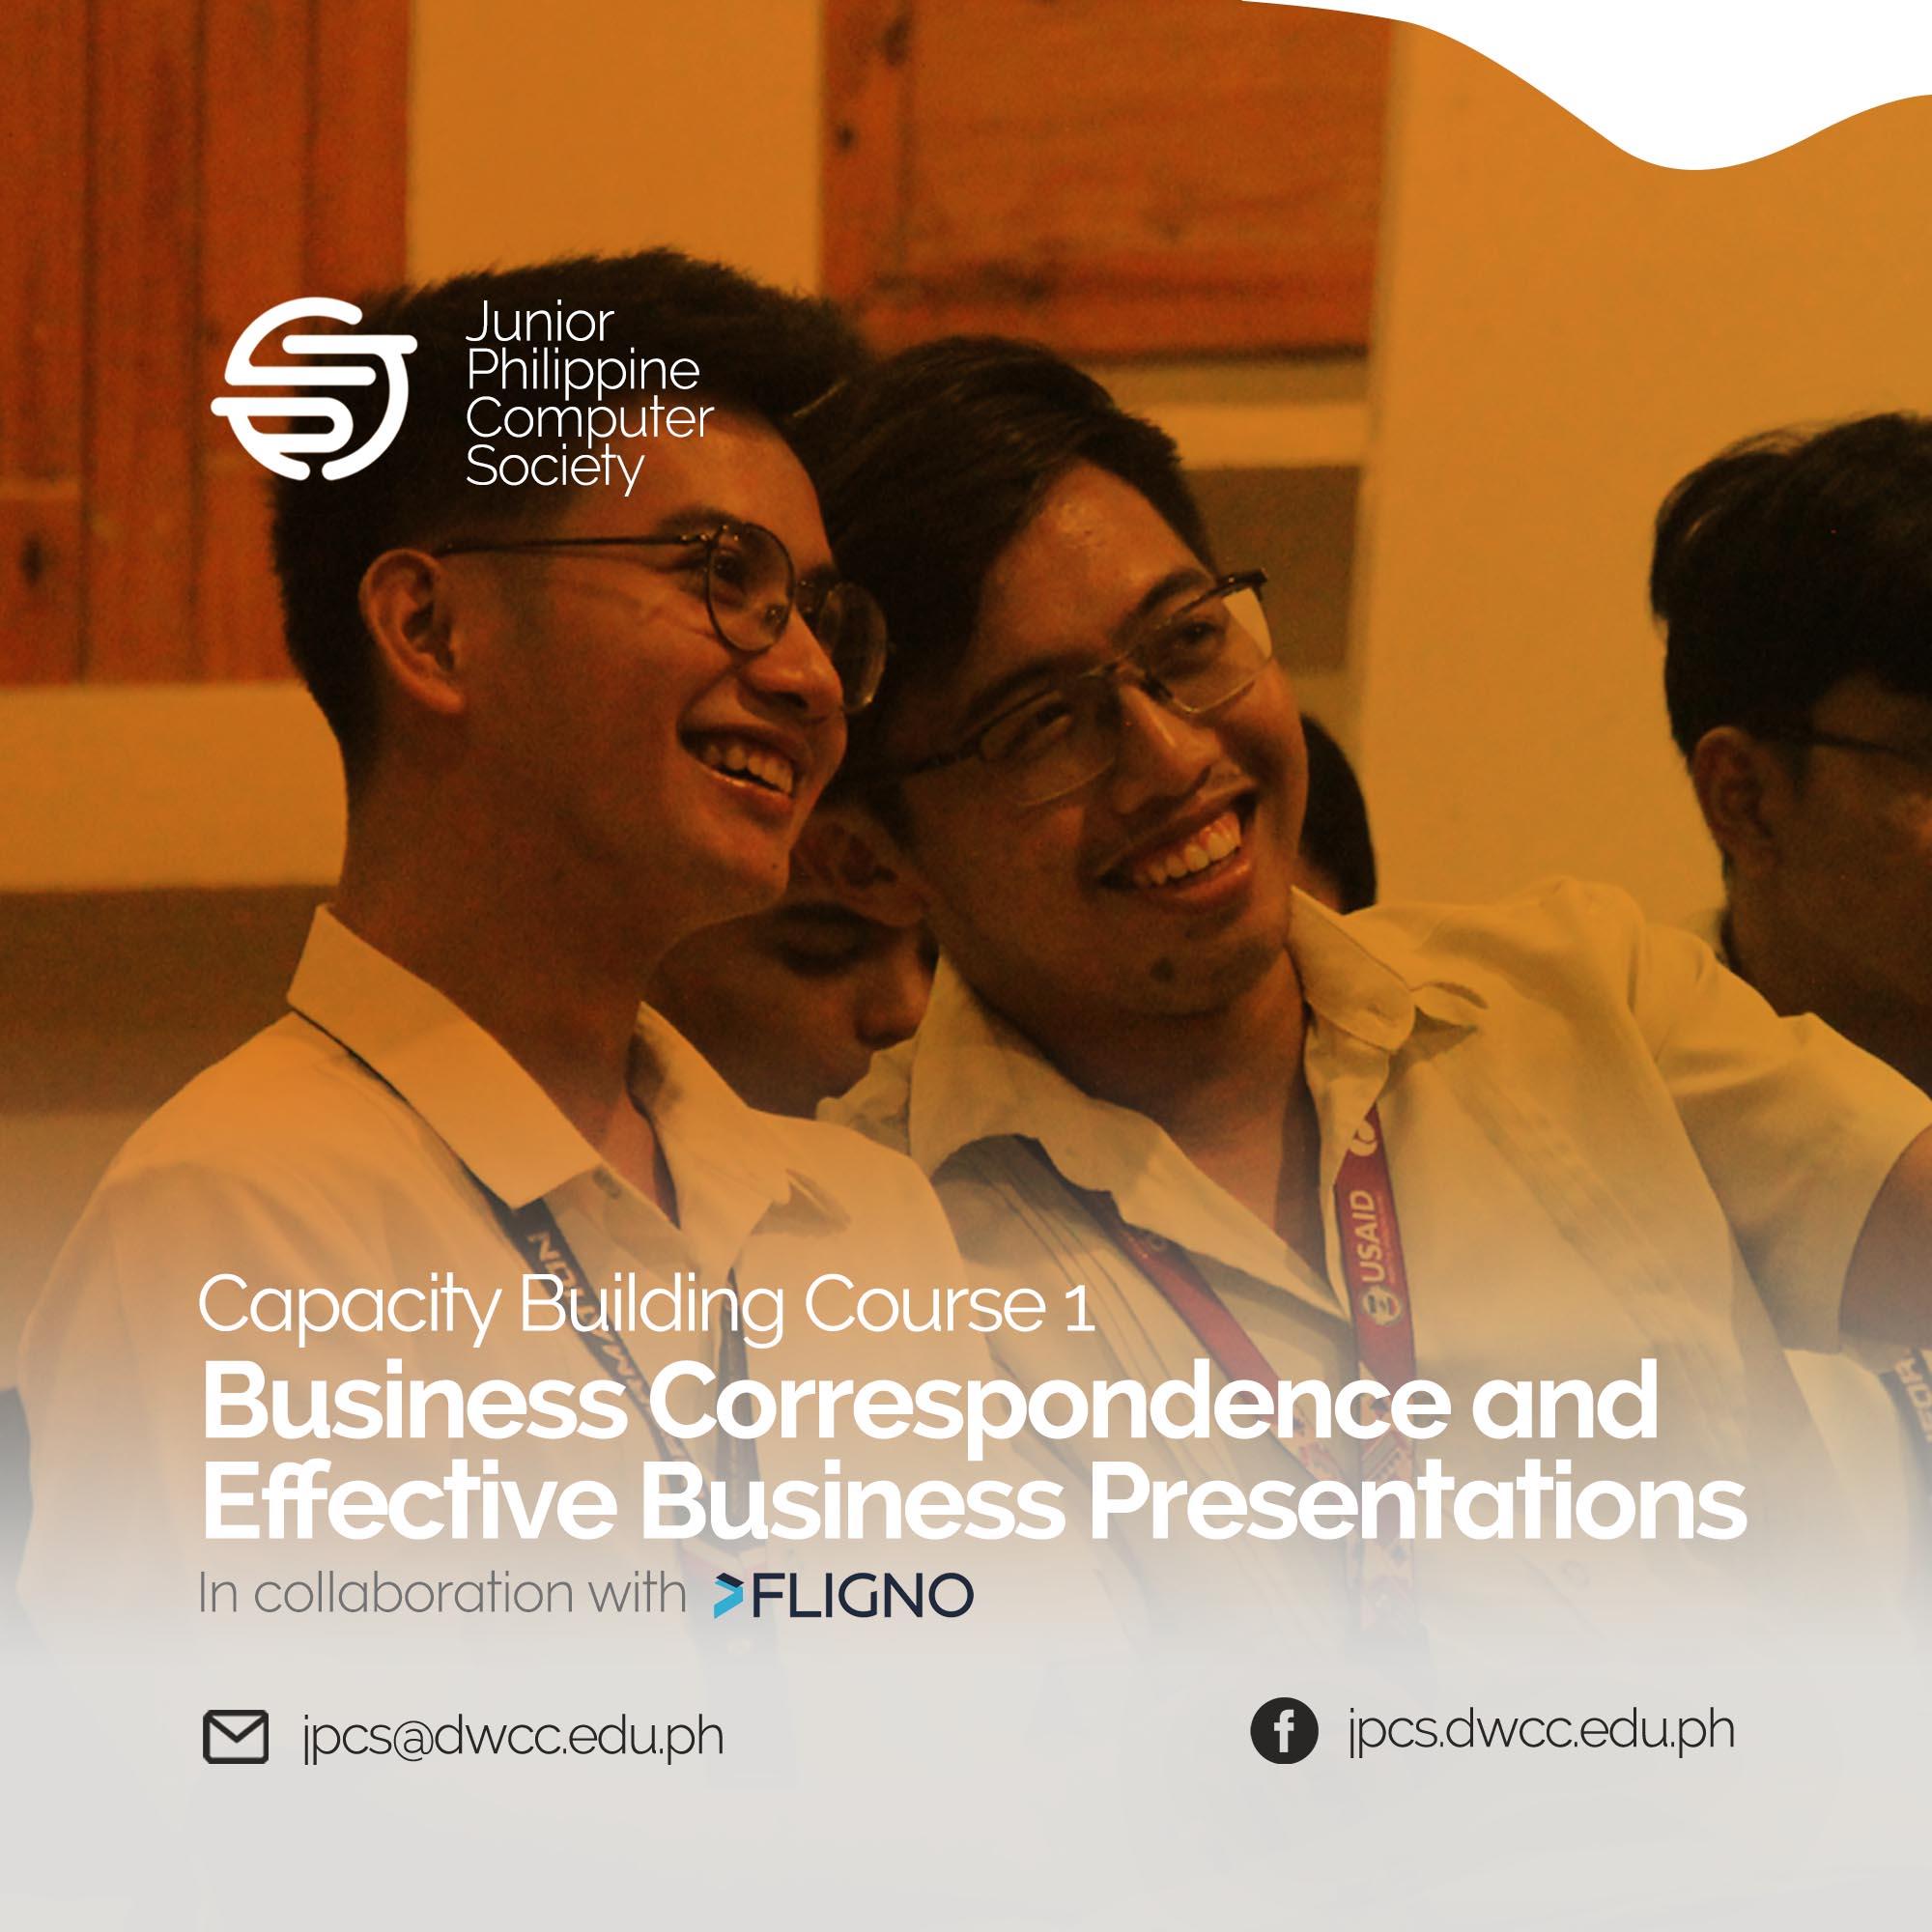 Junior
Philippine
Computer
Society
USAID
Capacity Building Course 1
Business Correspondence and
Effective Business Presentations
In collaboration with FLIGNO
jpcs@dwcc.edu.ph
jpcs.dwcc.edu.ph